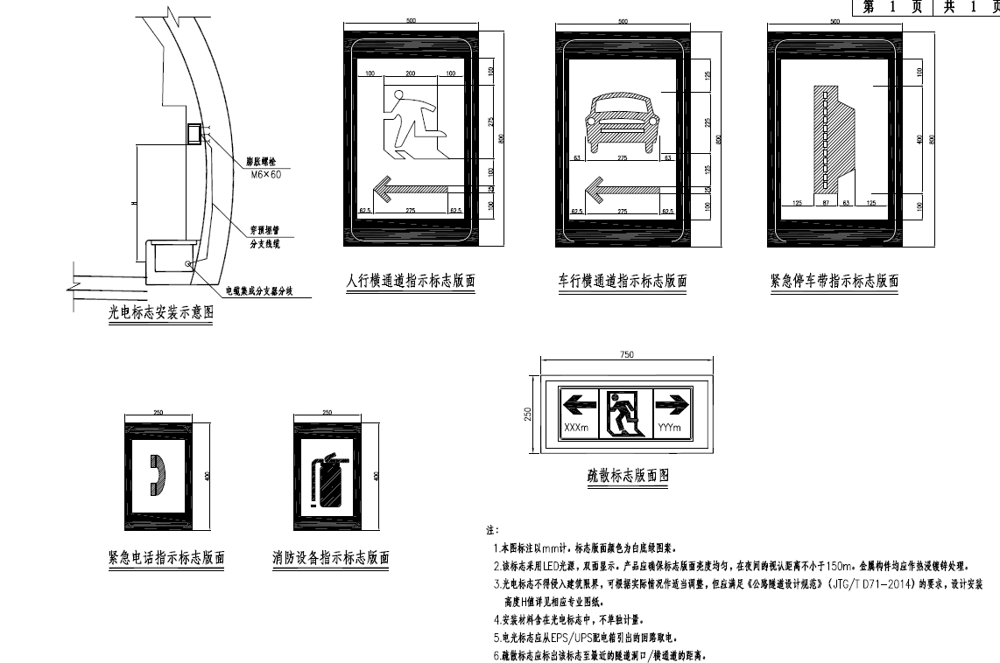 第 1 页 共 1 页
500
500
500
100
200
100
100
275
800
100
25
100
62.5
275
62.5
125
225
800
63
275
63
125
25
100
62.5
275
62.5
100
400
800
125
87
63
125
100
膨胀螺栓
M6×60
H
穿预埋管
分支线缆
电缆集成分支器分歧
光电标志安装示意图
人行横通道指示标志版面
车行横通道指示标志版面
紧急停车带指示标志版面
750
250
XXXm
YYYm
疏散标志版面图
250
400
250
400
紧急电话指示标志版面
消防设备指示标志版面
注：
1.本图标注以mm计。标志版面颜色为白底绿图案。
2.该标志采用LED光源，双面显示。产品应确保标志版面亮度均匀，在夜间的视认距离不小于150m。金属构件均应作热浸镀锌处理。
3.光电标志不得侵入建筑限界，可根据实际情况作适当调整，但应满足《公路隧道设计规范》（JTG/T D71-2014）的要求，设计安装
高度H值详见相应专业图纸。
4.安装材料含在光电标志中，不单独计量。
5.电光标志应从EPS/UPS配电箱引出的回路取电。
6.疏散标志应标出该标志至最近的隧道洞口/横通道的距离。